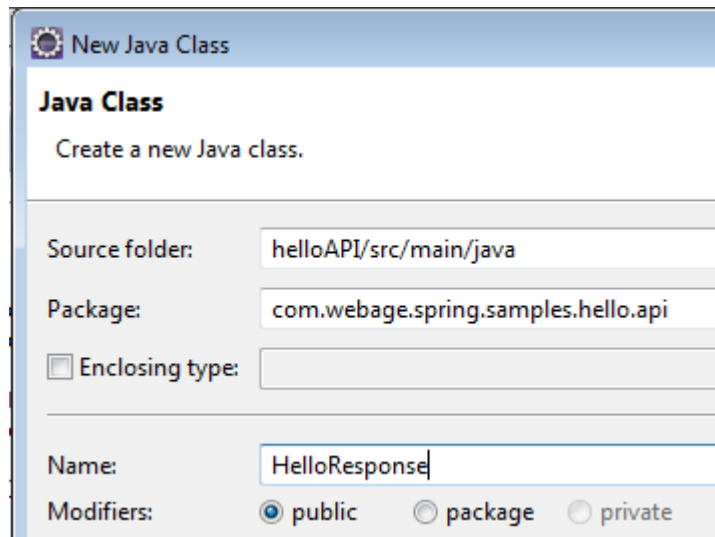 New Java Class
Java Class
Create a new Java class.
Source folder: helloAPI/src/main/java
Package: com.webage.spring.samples.hello.api
Enclosing type:
Name: HelloResponse
Modifiers: public package private